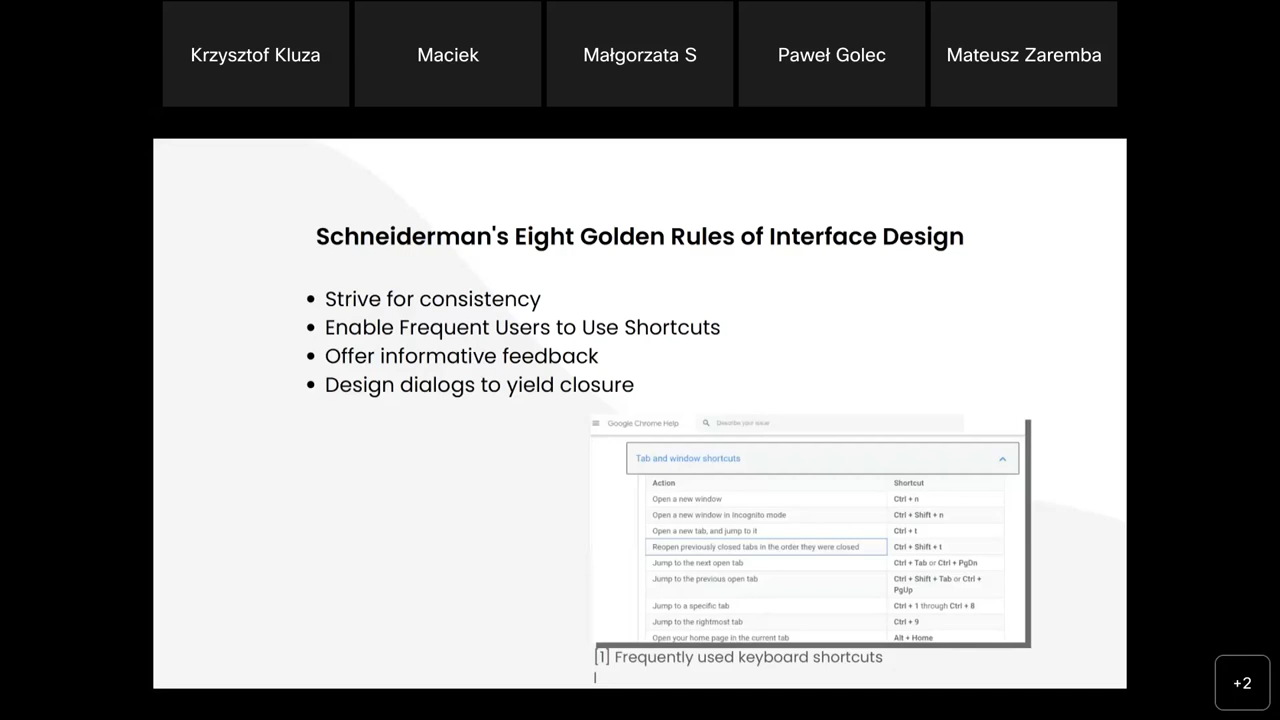 Krzysztof Kluza
Maciek
Małgorzata S
Paweł Golec
Mateusz Zaremba
Schneiderman's Eight Golden Rules of Interface Design
• Strive for consistency
• Enable Frequent Users to Use Shortcuts
• Offer informative feedback
• Design dialogs to yield closure
Google Chrome Help
Describe your issue
Tab and window shortcuts
Action Shortcut
Open a new window Ctrl + n
Open a new window in Incognito mode Ctrl + Shift + n
Open a new tab, and jump to it Ctrl + t
Reopen previously closed tabs in the order they were closed Ctrl + Shift + t
Jump to the next open tab Ctrl + Tab or Ctrl + PgDn
Jump to the previous open tab Ctrl + Shift + Tab or Ctrl +
PgUp
Jump to a specific tab Ctrl + 1 through Ctrl + 8
Jump to the rightmost tab Ctrl + 9
Open your home page in the current tab Alt + Home
[1] Frequently used keyboard shortcuts
+2